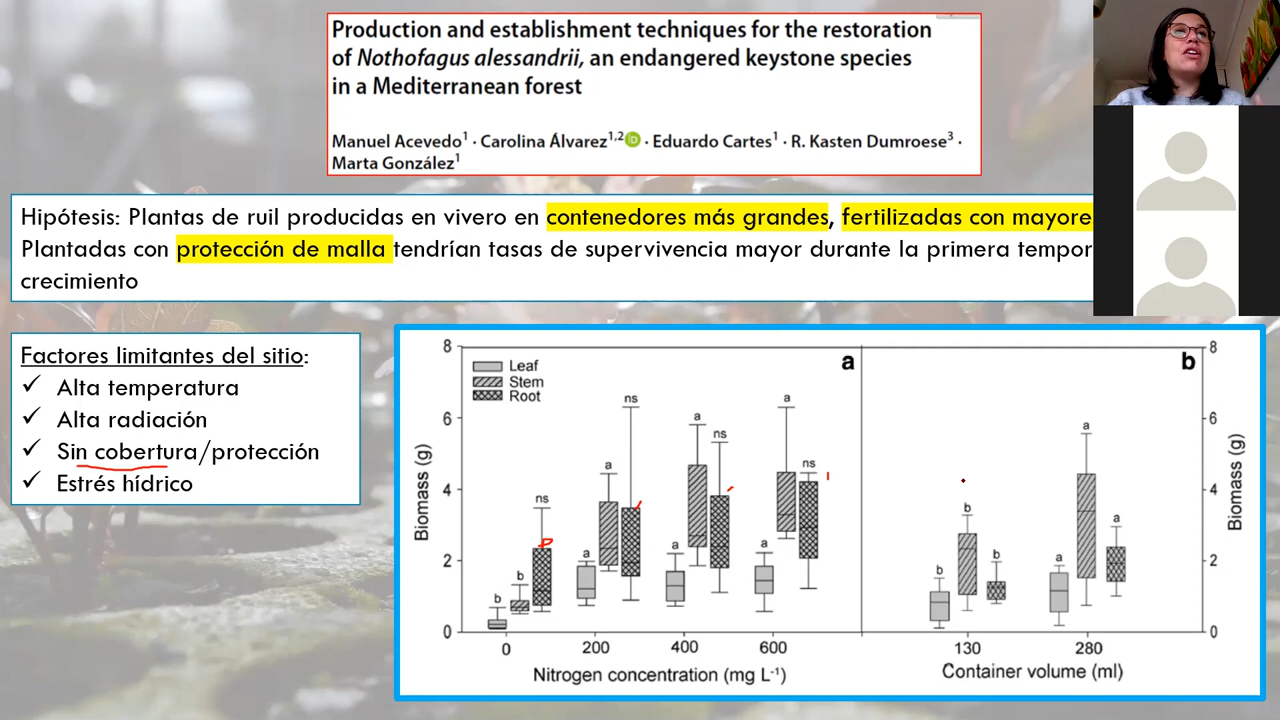 Production and establishment techniques for the restoration
of Nothofagus alessandrii, an endangered keystone species
in a Mediterranean forest
Manuel Acevedo1 · Carolina Álvarez1,2 iD · Eduardo Cartes1 · R. Kasten Dumroese3 ·
Marta González1
Hipótesis: Plantas de ruil producidas en vivero en contenedores más grandes, fertilizadas con mayore
Plantadas con protección de malla tendrían tasas de supervivencia mayor durante la primera tempor
crecimiento
Factores limitantes del sitio:
✓ Alta temperatura
✓ Alta radiación
✓ Sin cobertura/protección
✓ Estrés hídrico
8 a b 8
Leaf
Stem
Root
6 6
4 4
2 2
0 0
Biomass (g)
Biomass (g)
b b ns a a ns a a ns a a ns
b b b a a a
0 200 400 600 130 280
Nitrogen concentration (mg L-1) Container volume (ml)